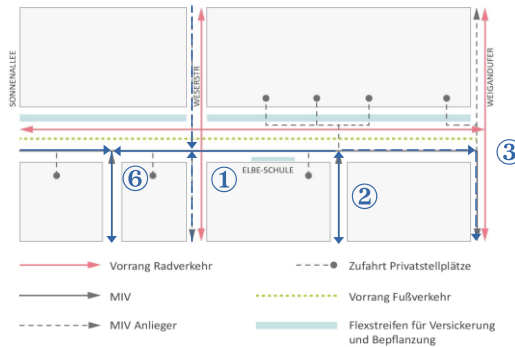 SONNENALLEE
WESERSTR
WEIGANDUFER
⑥
①
ELBE-SCHULE
②
③
Vorrang Radverkehr
Zufahrt Privatstellplätze
MIV
Vorrang Fußverkehr
MIV Anlieger
Flexstreifen für Versickerung
und Bepflanzung